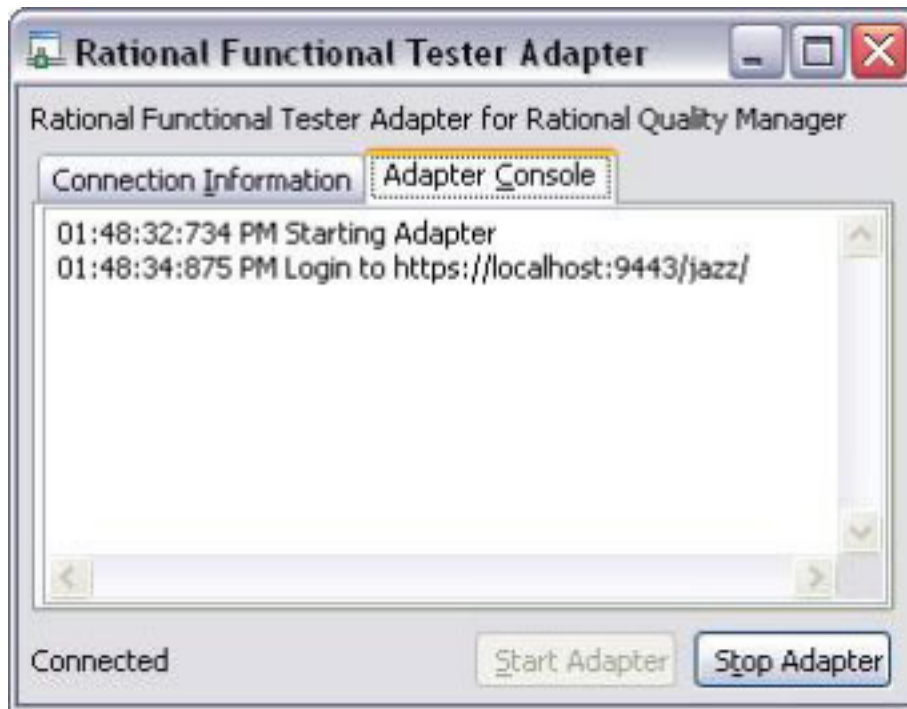 Rational Functional Tester Adapter
Rational Functional Tester Adapter for Rational Quality Manager
Connection Information Adapter Console
01:48:32:734 PM Starting Adapter
01:48:34:875 PM Login to https://localhost:9443/jazz/
Connected Start Adapter Stop Adapter